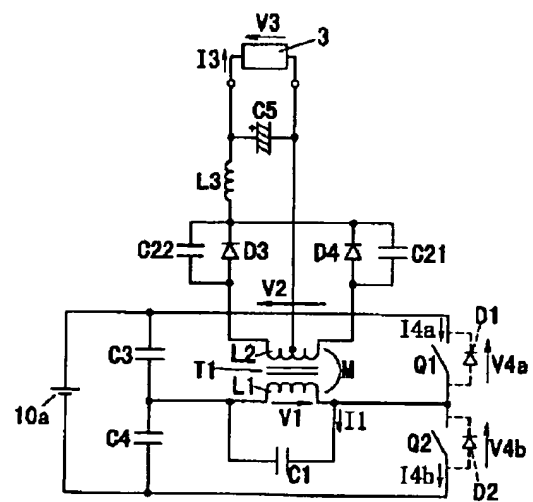 V3
3
I3
C5
L3
C22
D3
D4
C21
V2
I4a
D1
C3
L2
T1
M
Q1
V4a
L1
10a
C4
V1
I1
Q2
V4b
C1
I4b
D2